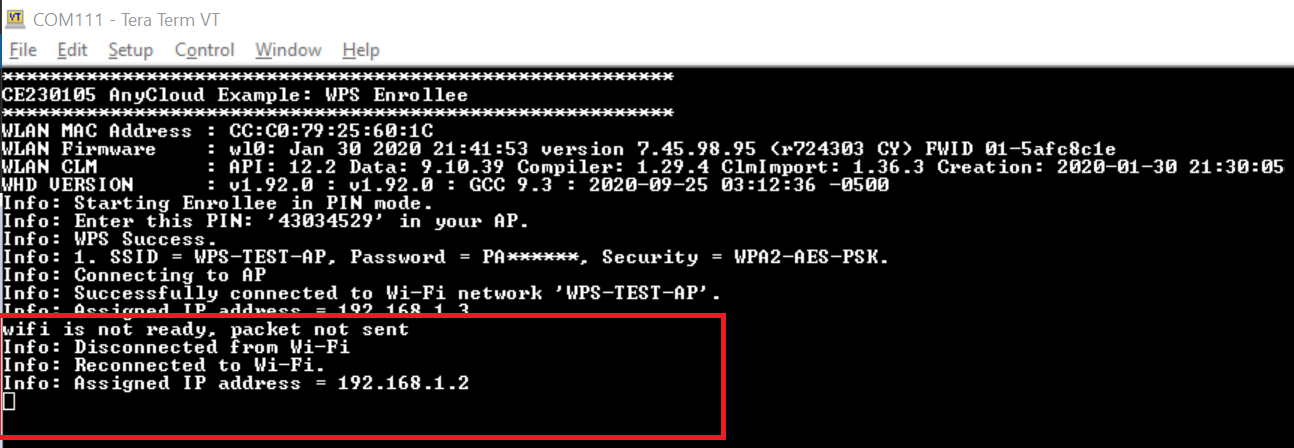 COM111 - Tera Term VT
File Edit Setup Control Window Help
************************************************************
CE230105 AnyCloud Example: WPS Enrollee
************************************************************
WLAN MAC Address : CC:C0:79:25:60:1C
WLAN Firmware : wl0: Jan 30 2020 21:41:53 version 7.45.98.95 (r724303 CY) FWID 01-5afc8c1e
WLAN CLM : API: 12.2 Data: 9.10.39 Compiler: 1.29.4 ClmImport: 1.36.3 Creation: 2020-01-30 21:30:05
WHD VERSION : v1.92.0 : v1.92.0 : GCC 9.3 : 2020-09-25 03:12:36 -0500
Info: Starting Enrollee in PIN mode.
Info: Enter this PIN: '43034529' in your AP.
Info: WPS Success.
Info: 1. SSID = WPS-TEST-AP, Password = PA******, Security = WPA2-AES-PSK.
Info: Connecting to AP
Info: Successfully connected to Wi-Fi network 'WPS-TEST-AP'.
Info: Assigned IP address = 192.168.1.3
wifi is not ready, packet not sent
Info: Disconnected from Wi-Fi
Info: Reconnected to Wi-Fi.
Info: Assigned IP address = 192.168.1.2